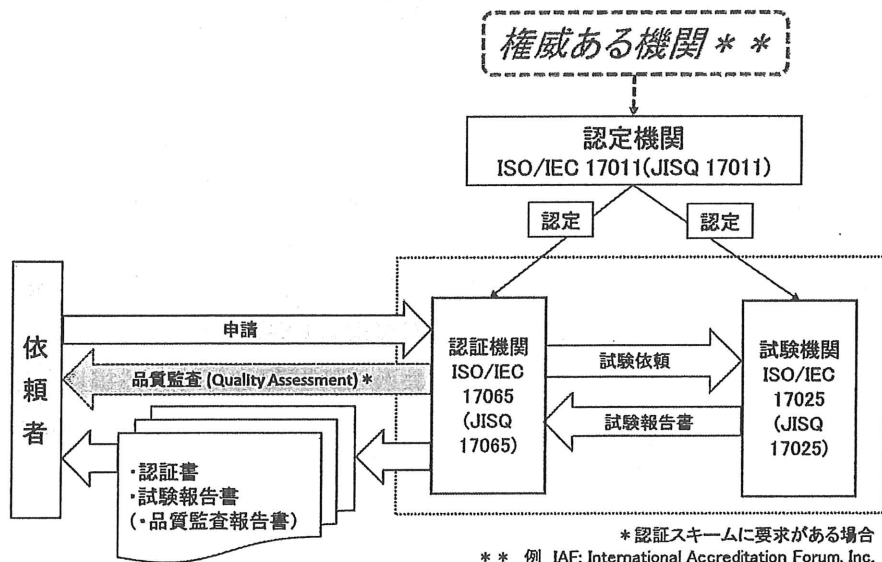 権威ある機関＊＊
認定機関
ISO/IEC 17011(JISQ 17011)
認定
認定
依頼者
申請
品質監査 (Quality Assessment)＊
・認証書
・試験報告書
(・品質監査報告書)
認証機関
ISO/IEC
17065
(JISQ
17065)
試験依頼
試験報告書
試験機関
ISO/IEC
17025
(JISQ
17025)
＊認証スキームに要求がある場合
＊＊ 例 IAF: International Accreditation Forum, Inc.